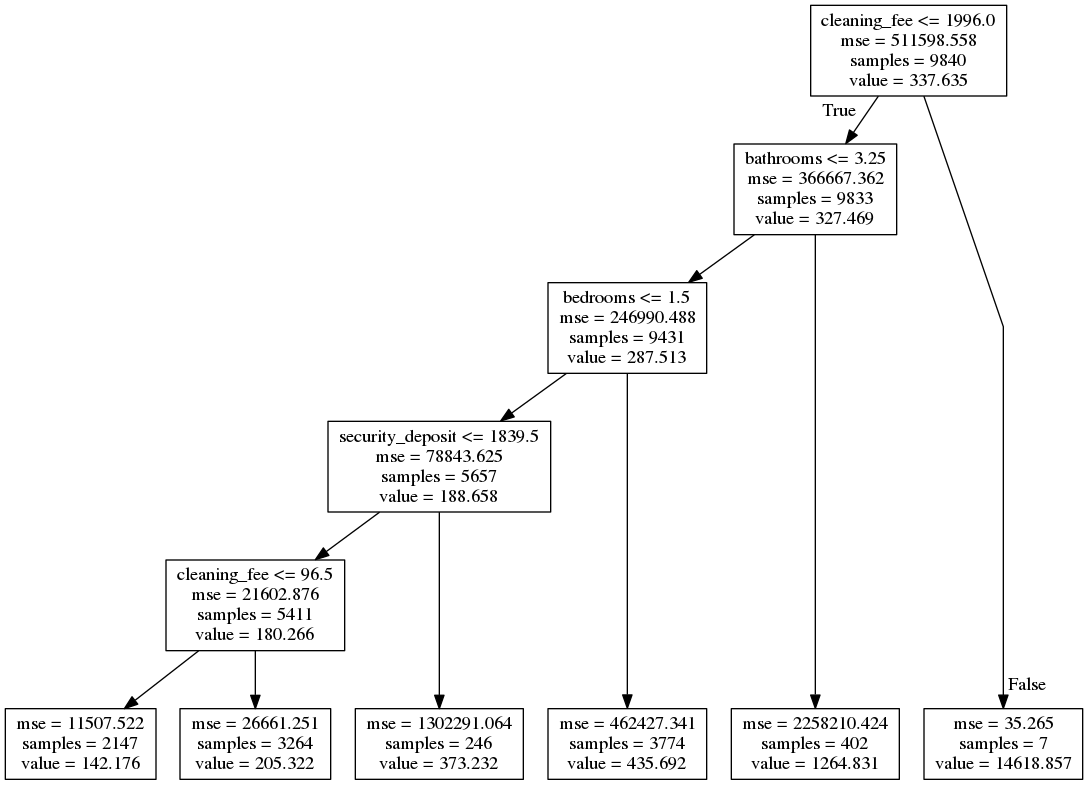 cleaning_fee <= 1996.0
mse = 511598.558
samples = 9840
value = 337.635
True
bathrooms <= 3.25
mse = 366667.362
samples = 9833
value = 327.469
bedrooms <= 1.5
mse = 246990.488
samples = 9431
value = 287.513
security_deposit <= 1839.5
mse = 78843.625
samples = 5657
value = 188.658
cleaning_fee <= 96.5
mse = 21602.876
samples = 5411
value = 180.266
False
mse = 11507.522
samples = 2147
value = 142.176
mse = 26661.251
samples = 3264
value = 205.322
mse = 1302291.064
samples = 246
value = 373.232
mse = 462427.341
samples = 3774
value = 435.692
mse = 2258210.424
samples = 402
value = 1264.831
mse = 35.265
samples = 7
value = 14618.857